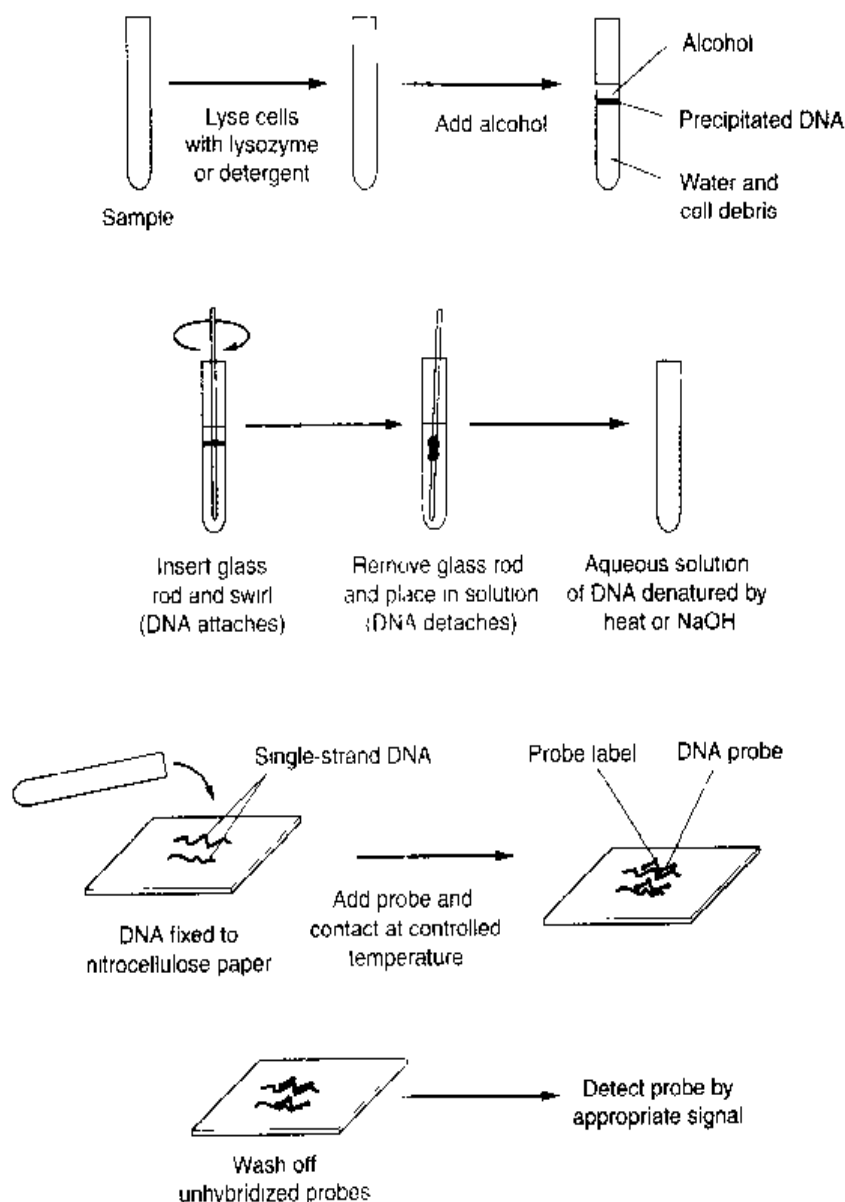 Alcohol
Lyse cells
with lysozyme
or detergent
Add alcohol
Precipitated DNA
Water and
cell debris
Sample
Insert glass
rod and swirl
(DNA attaches)
Remove glass rod
and place in solution
(DNA detaches)
Aqueous solution
of DNA denatured by
heat or NaOH
Single-strand DNA
Probe label
DNA probe
DNA fixed to
nitrocellulose paper
Add probe and
contact at controlled
temperature
Wash off
unhybridized probes
Detect probe by
appropriate signal